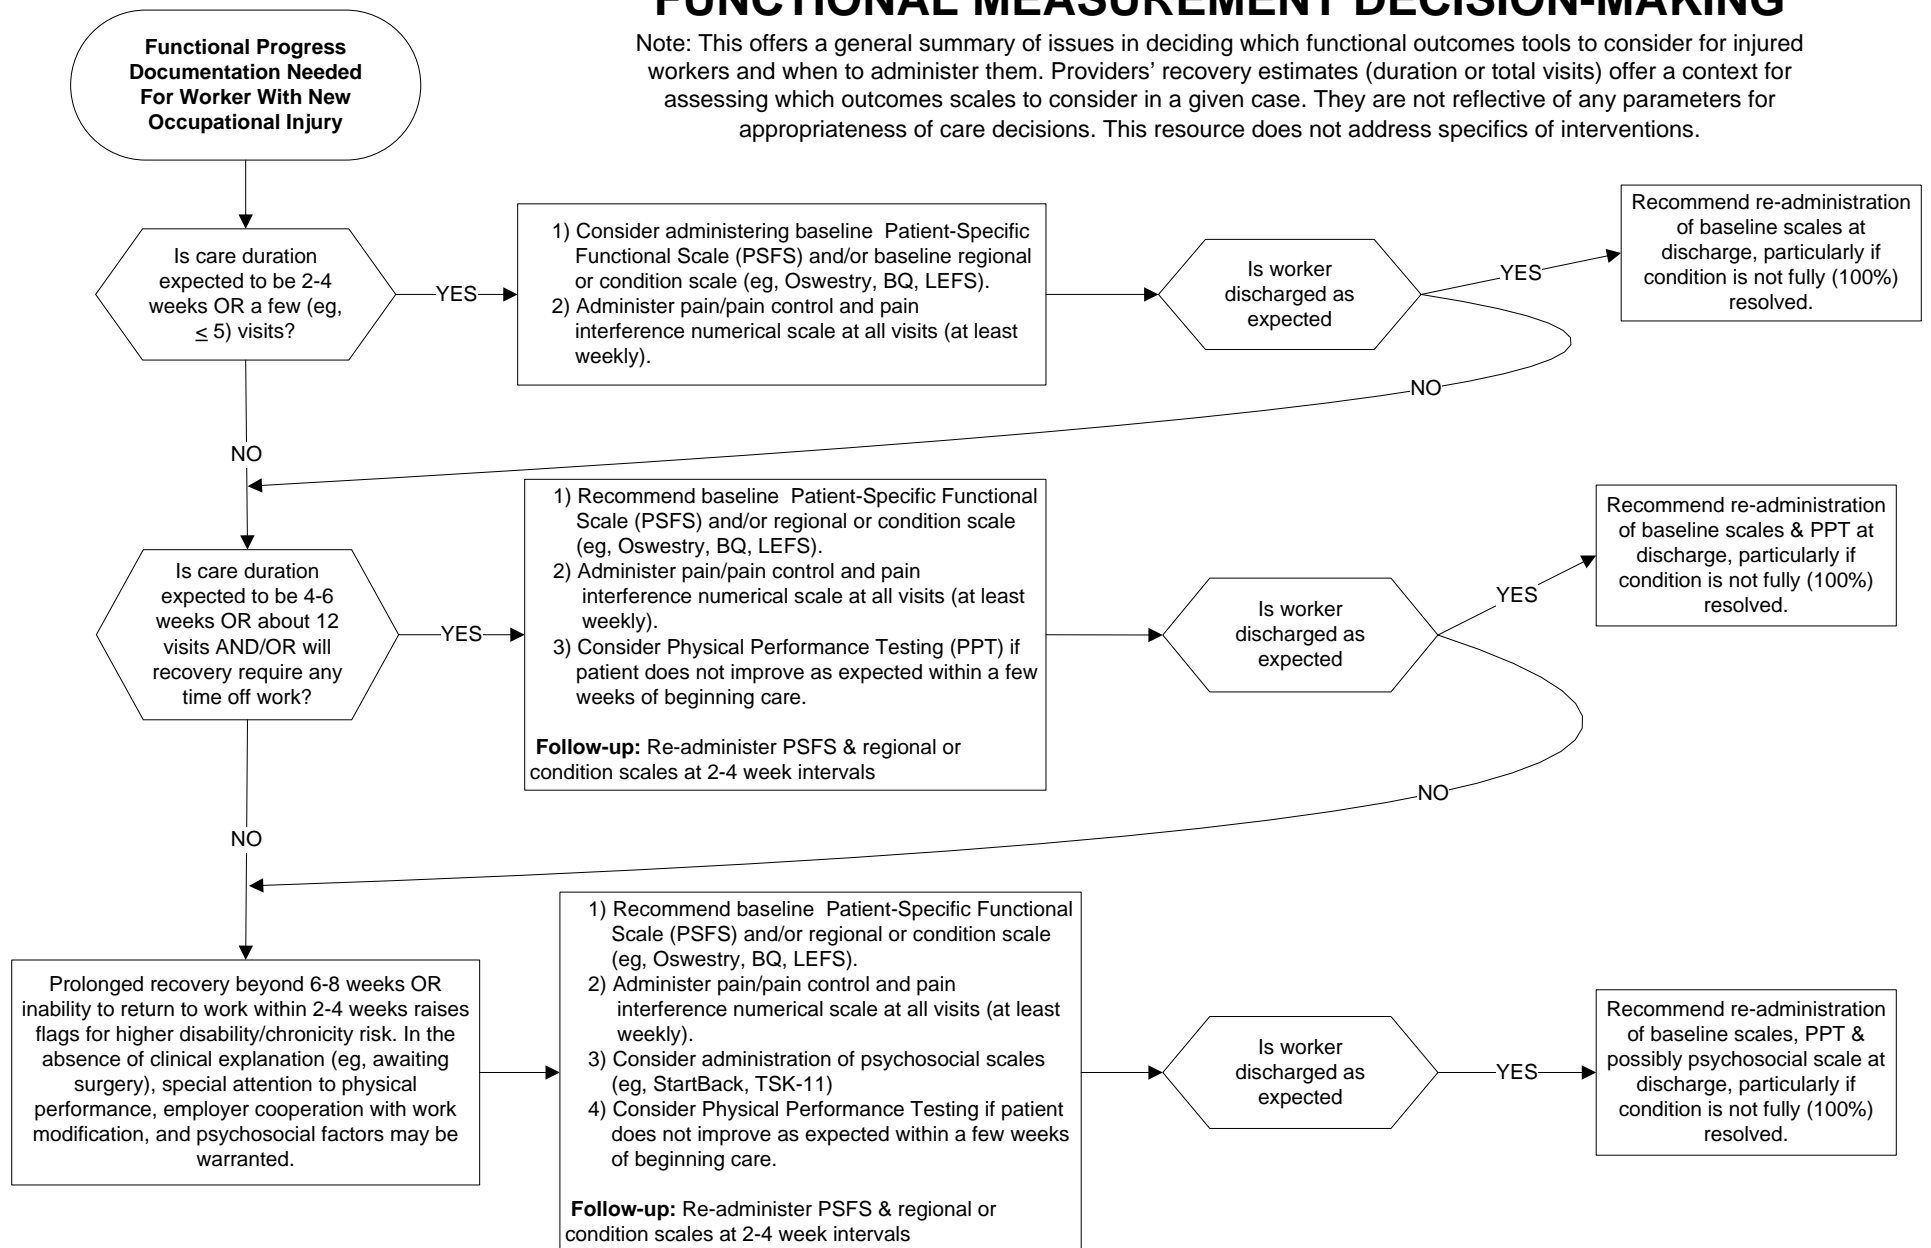 FUNCTIONAL MEASUREMENT DECISION-MAKING
Note: This offers a general summary of issues in deciding which functional outcomes tools to consider for injured
workers and when to administer them. Providers’ recovery estimates (duration or total visits) offer a context for
assessing which outcomes scales to consider in a given case. They are not reflective of any parameters for
appropriateness of care decisions. This resource does not address specifics of interventions.
Functional Progress
Documentation Needed
For Worker With New
Occupational Injury
Is care duration
expected to be 2-4
weeks OR a few (eg,
≤ 5) visits?
YES
1) Consider administering baseline Patient-Specific
Functional Scale (PSFS) and/or baseline regional
or condition scale (eg, Oswestry, BQ, LEFS).
2) Administer pain/pain control and pain
interference numerical scale at all visits (at least
weekly).
Is worker
discharged as
expected
YES
Recommend re-administration
of baseline scales at
discharge, particularly if
condition is not fully (100%)
resolved.
NO
NO
Is care duration
expected to be 4-6
weeks OR about 12
visits AND/OR will
recovery require any
time off work?
YES
1) Recommend baseline Patient-Specific Functional
Scale (PSFS) and/or regional or condition scale
(eg, Oswestry, BQ, LEFS).
2) Administer pain/pain control and pain
interference numerical scale at all visits (at least
weekly).
3) Consider Physical Performance Testing (PPT) if
patient does not improve as expected within a few
weeks of beginning care.
Follow-up: Re-administer PSFS & regional or
condition scales at 2-4 week intervals
Is worker
discharged as
expected
YES
Recommend re-administration
of baseline scales & PPT at
discharge, particularly if
condition is not fully (100%)
resolved.
NO
NO
Prolonged recovery beyond 6-8 weeks OR
inability to return to work within 2-4 weeks raises
flags for higher disability/chronicity risk. In the
absence of clinical explanation (eg, awaiting
surgery), special attention to physical
performance, employer cooperation with work
modification, and psychosocial factors may be
warranted.
1) Recommend baseline Patient-Specific Functional
Scale (PSFS) and/or regional or condition scale
(eg, Oswestry, BQ, LEFS).
2) Administer pain/pain control and pain
interference numerical scale at all visits (at least
weekly).
3) Consider administration of psychosocial scales
(eg, StartBack, TSK-11)
4) Consider Physical Performance Testing if patient
does not improve as expected within a few weeks
of beginning care.
Follow-up: Re-administer PSFS & regional or
condition scales at 2-4 week intervals
Is worker
discharged as
expected
YES
Recommend re-administration
of baseline scales, PPT &
possibly psychosocial scale at
discharge, particularly if
condition is not fully (100%)
resolved.